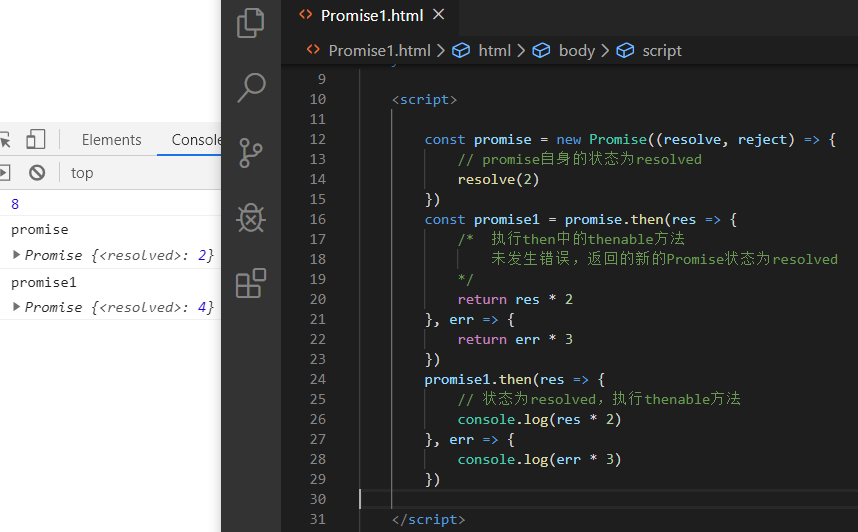 Elements Console
top
8
promise
Promise {<resolved>: 2}
promise1
Promise {<resolved>: 4}
Promise1.html
Promise1.html > html > body > script
9
10 <script>
11
12 const promise = new Promise((resolve, reject) => {
13 // promise自身的状态为resolved
14 resolve(2)
15 })
16 const promise1 = promise.then(res => {
17 /* 执行then中的thenable方法
18 未发生错误，返回的新的Promise状态为resolved
19 */
20 return res * 2
21 }, err => {
22 return err * 3
23 })
24 promise1.then(res => {
25 // 状态为resolved，执行thenable方法
26 console.log(res * 2)
27 }, err => {
28 console.log(err * 3)
29 })
30
31 </script>